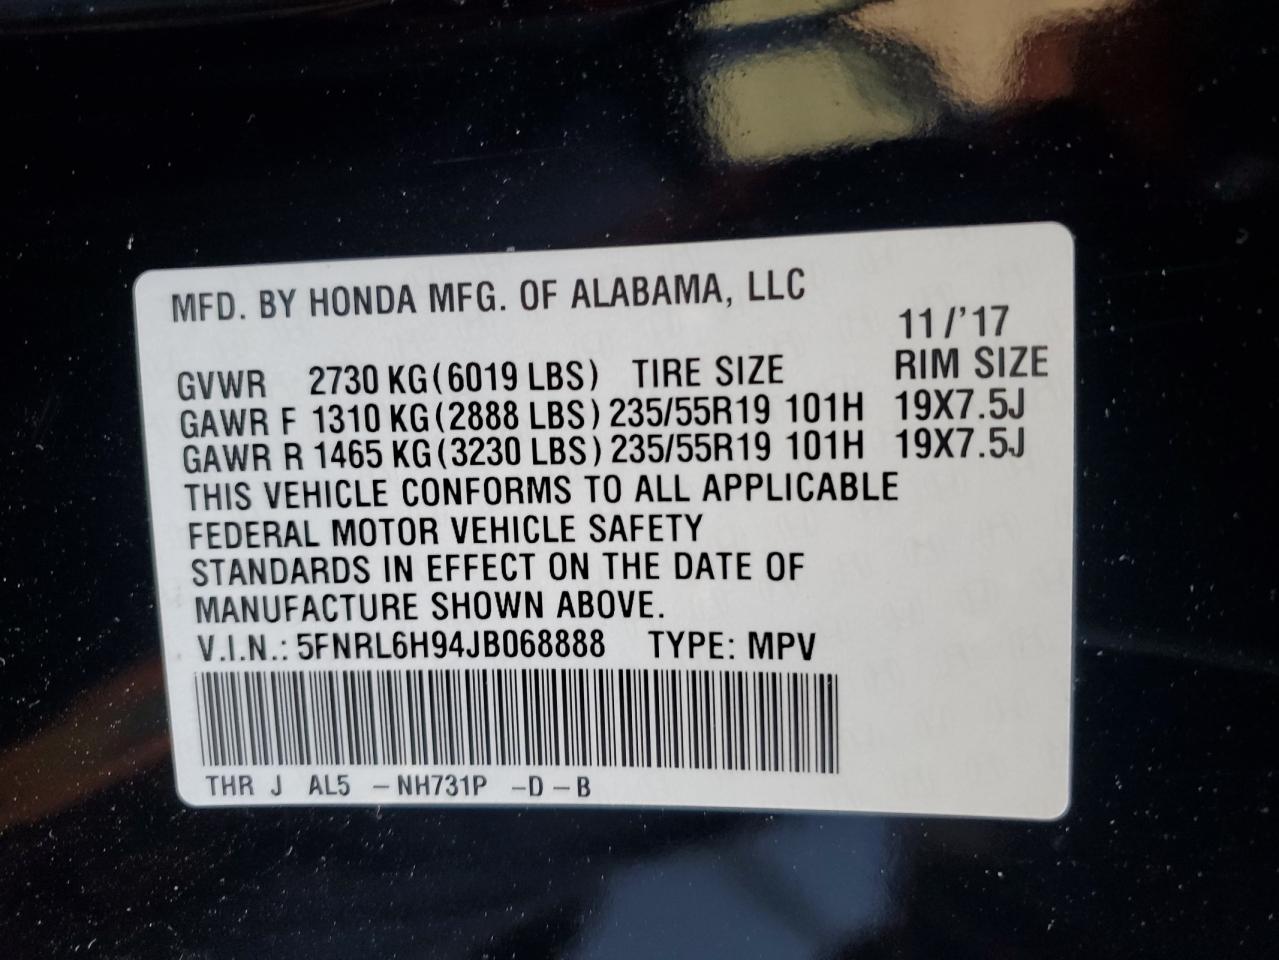 MFD. BY HONDA MFG. OF ALABAMA, LLC
11/'17
GVWR 2730 KG(6019 LBS) TIRE SIZE RIM SIZE
GAWR F 1310 KG(2888 LBS) 235/55R19 101H 19X7.5J
GAWR R 1465 KG(3230 LBS) 235/55R19 101H 19X7.5J
THIS VEHICLE CONFORMS TO ALL APPLICABLE
FEDERAL MOTOR VEHICLE SAFETY
STANDARDS IN EFFECT ON THE DATE OF
MANUFACTURE SHOWN ABOVE.
V.I.N.: 5FNRL6H94JB068888 TYPE: MPV
THR J AL5 -NH731P -D-B